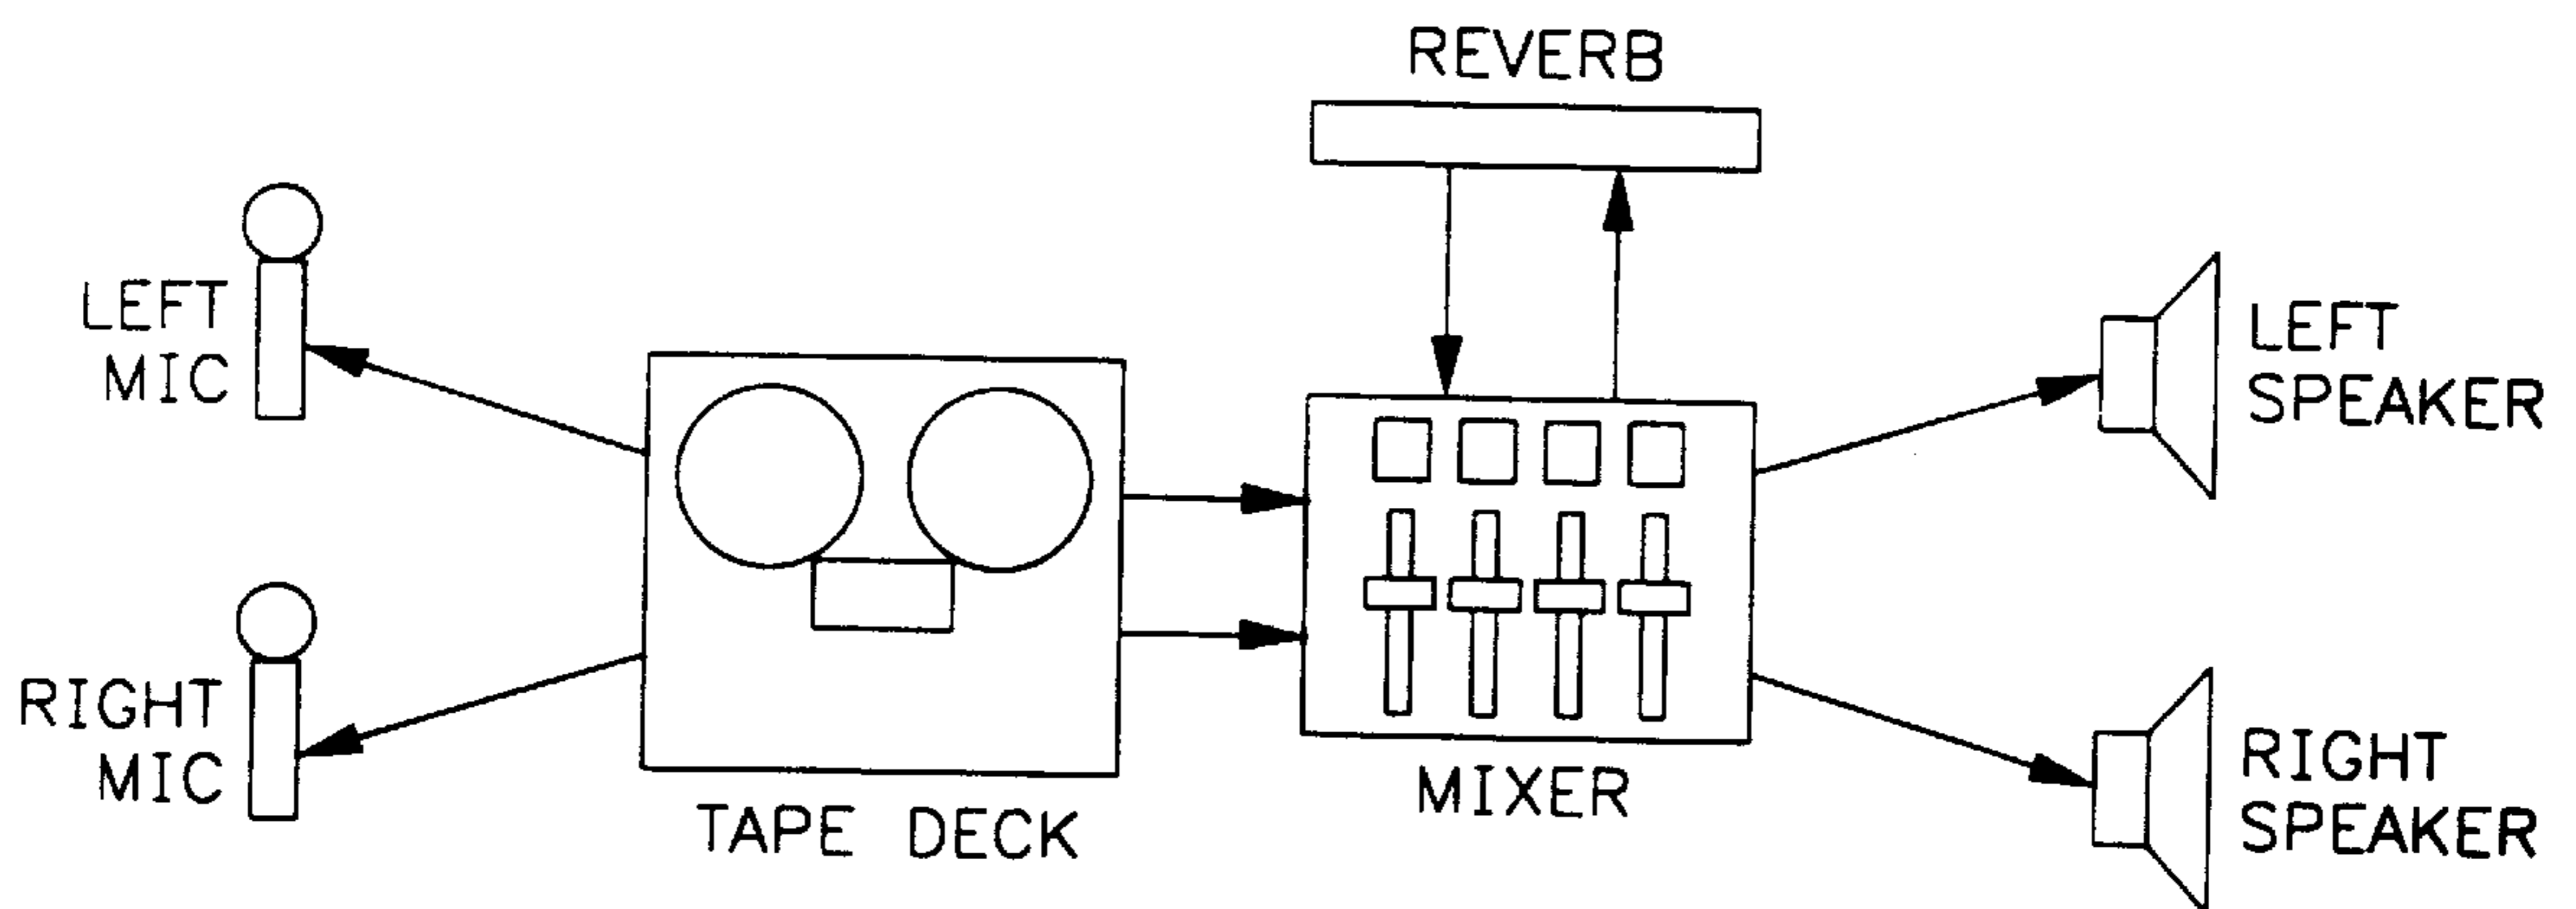 REVERB
LEFT
MIC
LEFT
SPEAKER
RIGHT
MIC
TAPE DECK
MIXER
RIGHT
SPEAKER